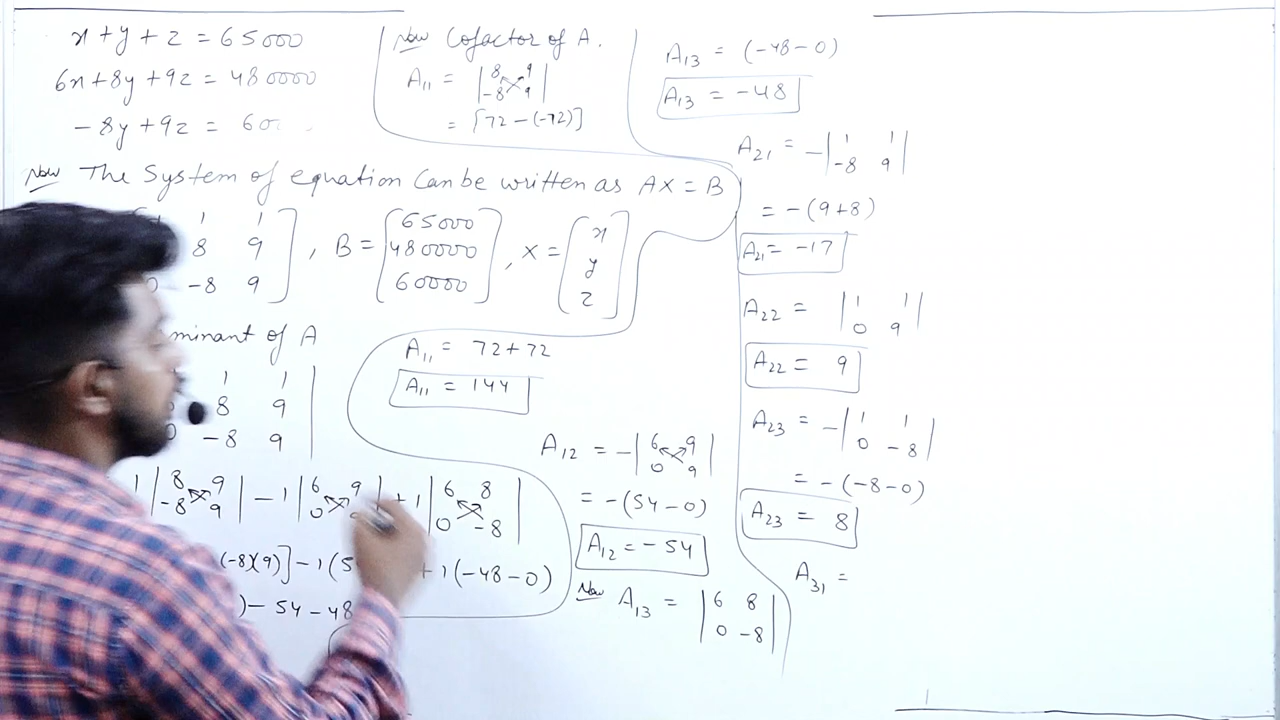 x + y + z = 65000
6x + 8y + 9z = 480000
- 8y + 9z = 60
Now The System of equation Can be written as AX = B
1 1
8 9
-8 9
, B = [65000 480000 60000] , X = [x y z]
minant of A
1 1
8 9
-8 9
1 |8 9 -8 9| - 1 |6 9 0 | + 1 |6 8 0 -8|
(-8)(9)] - 1(5 + 1(-48-0)
) - 54 - 48
Now Cofactor of A.
A11 = |8 9 -8 9|
= [72 - (-72)]
A11 = 72 + 72
A11 = 144
A12 = - |6 9 0 9|
= -(54 - 0)
A12 = - 54
Now A13 = |6 8 0 -8|
A13 = (-48 - 0)
A13 = -48
A21 = - |1 1 -8 9|
= -(9+8)
A21 = -17
A22 = |1 1 0 9|
A22 = 9
A23 = - |1 1 0 -8|
= -(-8-0)
A23 = 8
A31 =